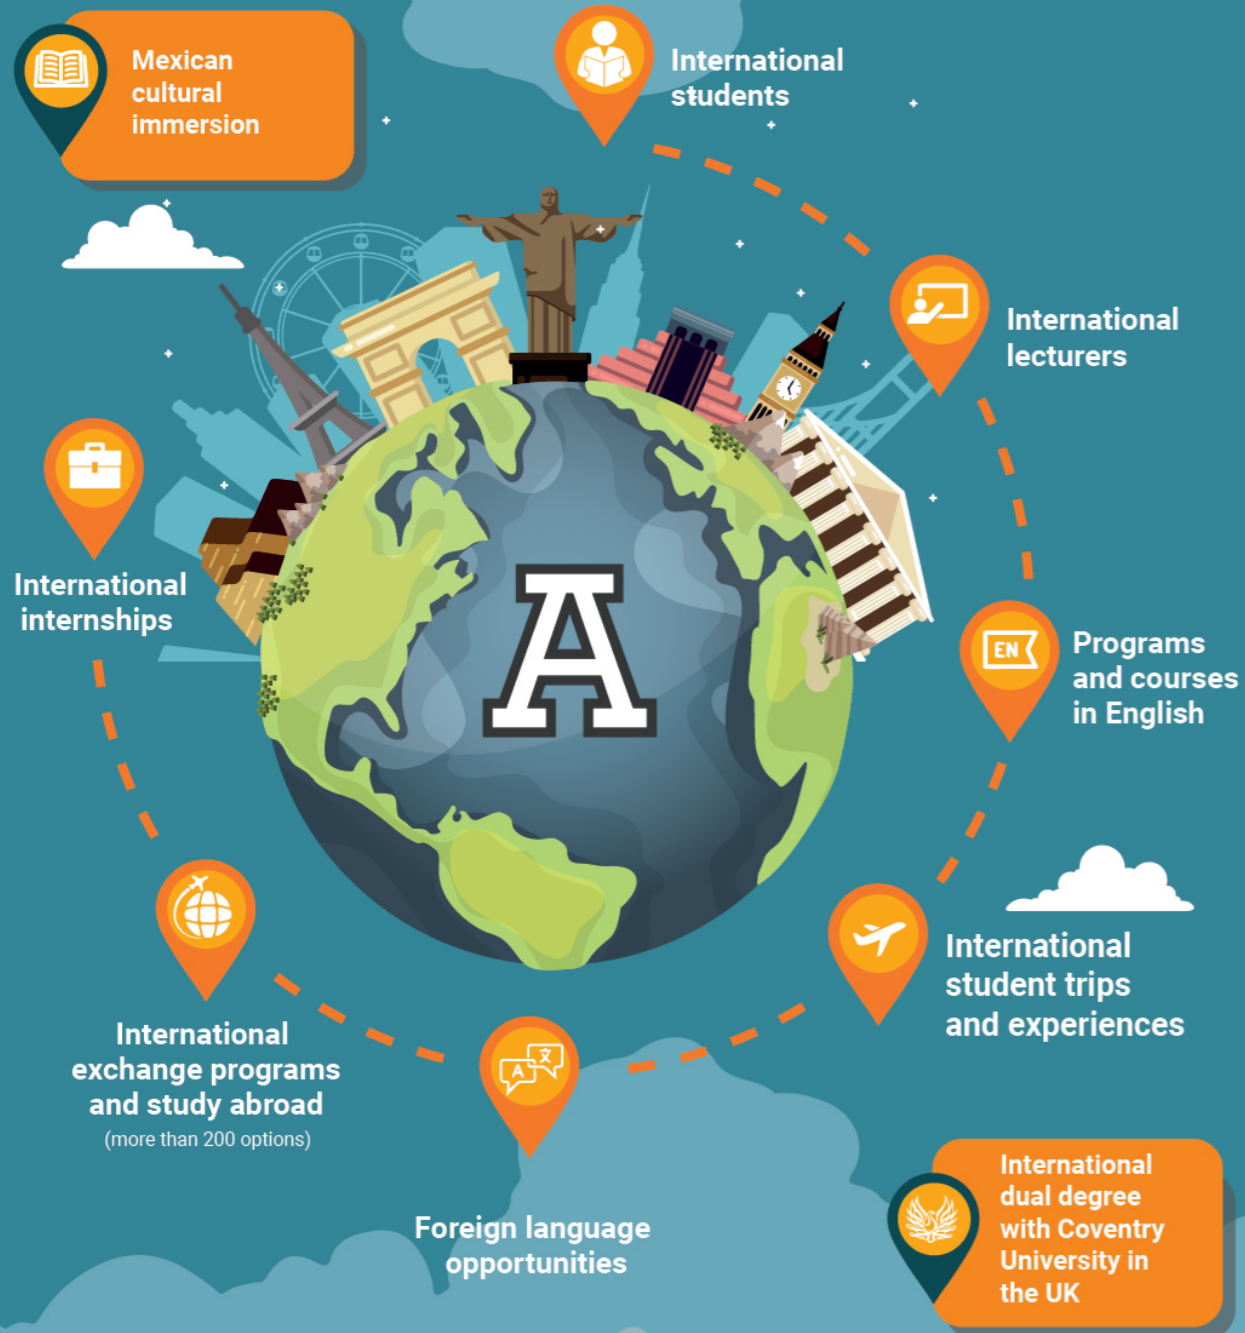 Mexican
cultural
immersion
International
students
International
lecturers
EN
Programs
and courses
in English
International
student trips
and experiences
A 文
Foreign language
opportunities
International
exchange programs
and study abroad
(more than 200 options)
International
internships
A
International
dual degree
with Coventry
University in
the UK